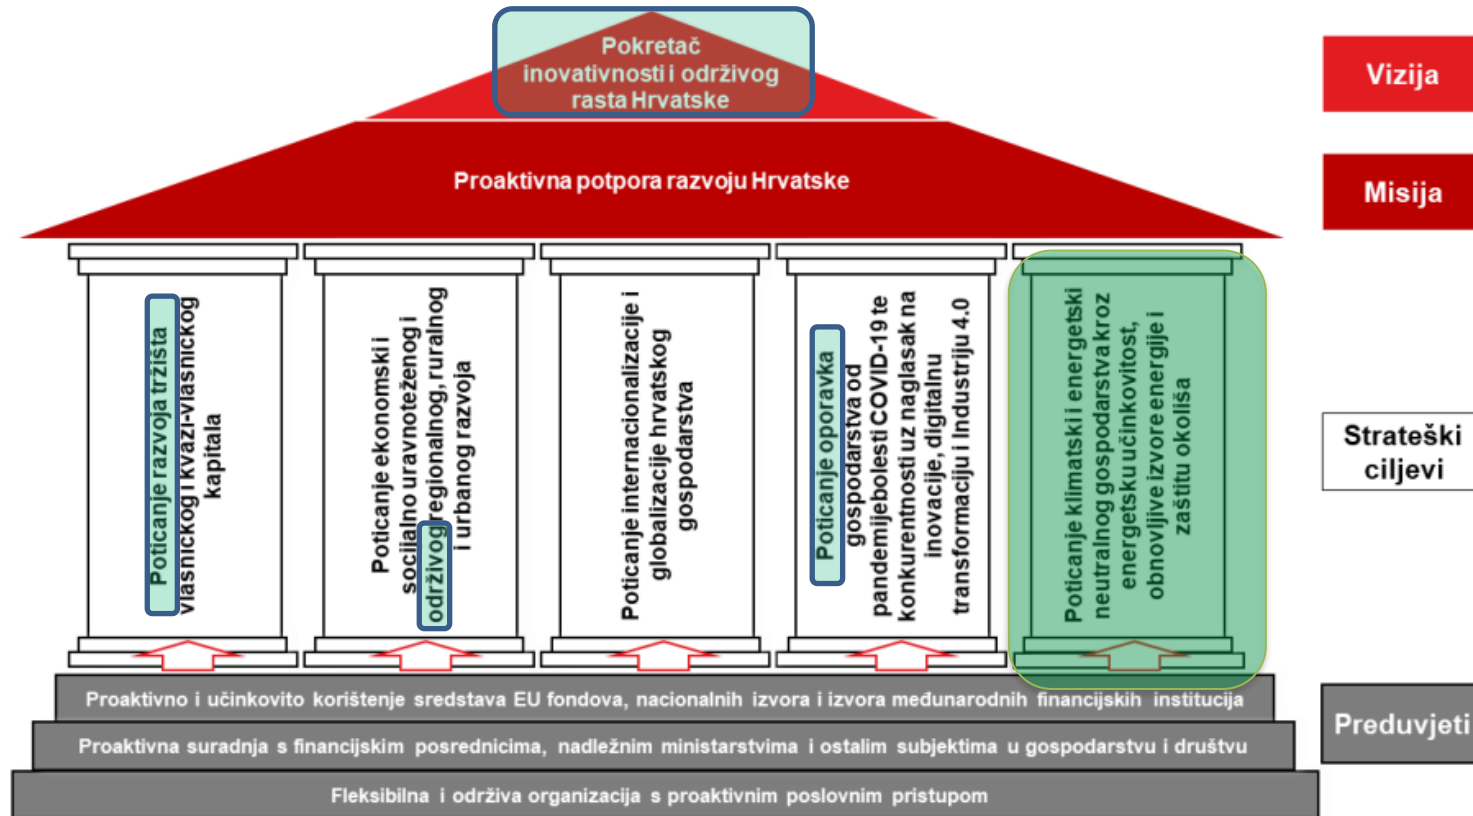 Pokretač
inovativnosti i održivog
rasta Hrvatske
Vizija
Proaktivna potpora razvoju Hrvatske
Misija
Poticanje razvoja tržišta
vlasničkog i kvazi-vlasničkog
kapitala
Poticanje ekonomski i
socijalno uravnoteženog i
održivog regionalnog, ruralnog
i urbanog razvoja
Poticanje internacionalizacije i
globalizacije hrvatskog
gospodarstva
Poticanje oporavka
gospodarstva od
pandemije bolesti COVID-19 te
konkurentnosti uz naglasak na
inovacije, digitalnu
transformaciju i Industriju 4.0
Poticanje klimatski i energetski
neutralnog gospodarstva kroz
energetsku učinkovitost,
obnovljive izvore energije i
zaštitu okoliša
Strateški
ciljevi
Proaktivno i učinkovito korištenje sredstava EU fondova, nacionalnih izvora i izvora međunarodnih financijskih institucija
Proaktivna suradnja s financijskim posrednicima, nadležnim ministarstvima i ostalim subjektima u gospodarstvu i društvu
Fleksibilna i održiva organizacija s proaktivnim poslovnim pristupom
Preduvjeti